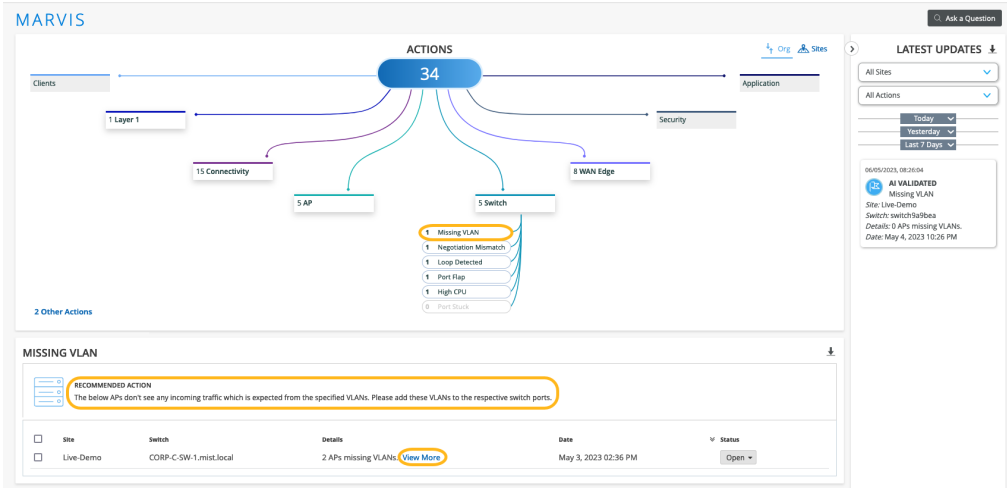 MARVIS
Ask a Question
ACTIONS
Org
Sites
34
Clients
Application
1 Layer 1
Security
15 Connectivity
8 WAN Edge
5 AP
5 Switch
1 Missing VLAN
1 Negotiation Mismatch
1 Loop Detected
1 Port Flap
1 High CPU
0 Port Stuck
2 Other Actions
LATEST UPDATES
All Sites
All Actions
Today
Yesterday
Last 7 Days
06/05/2023, 08:26:04
AI VALIDATED
Missing VLAN
Site: Live-Demo
Switch: switch9a9bea
Details: 0 APs missing VLANs.
Date: May 4, 2023 10:26 PM
MISSING VLAN
RECOMMENDED ACTION
The below APs don't see any incoming traffic which is expected from the specified VLANs. Please add these VLANs to the respective switch ports.
Site Switch Details Date Status
Live-Demo CORP-C-SW-1.mist.local 2 APs missing VLANs. View More May 3, 2023 02:36 PM Open